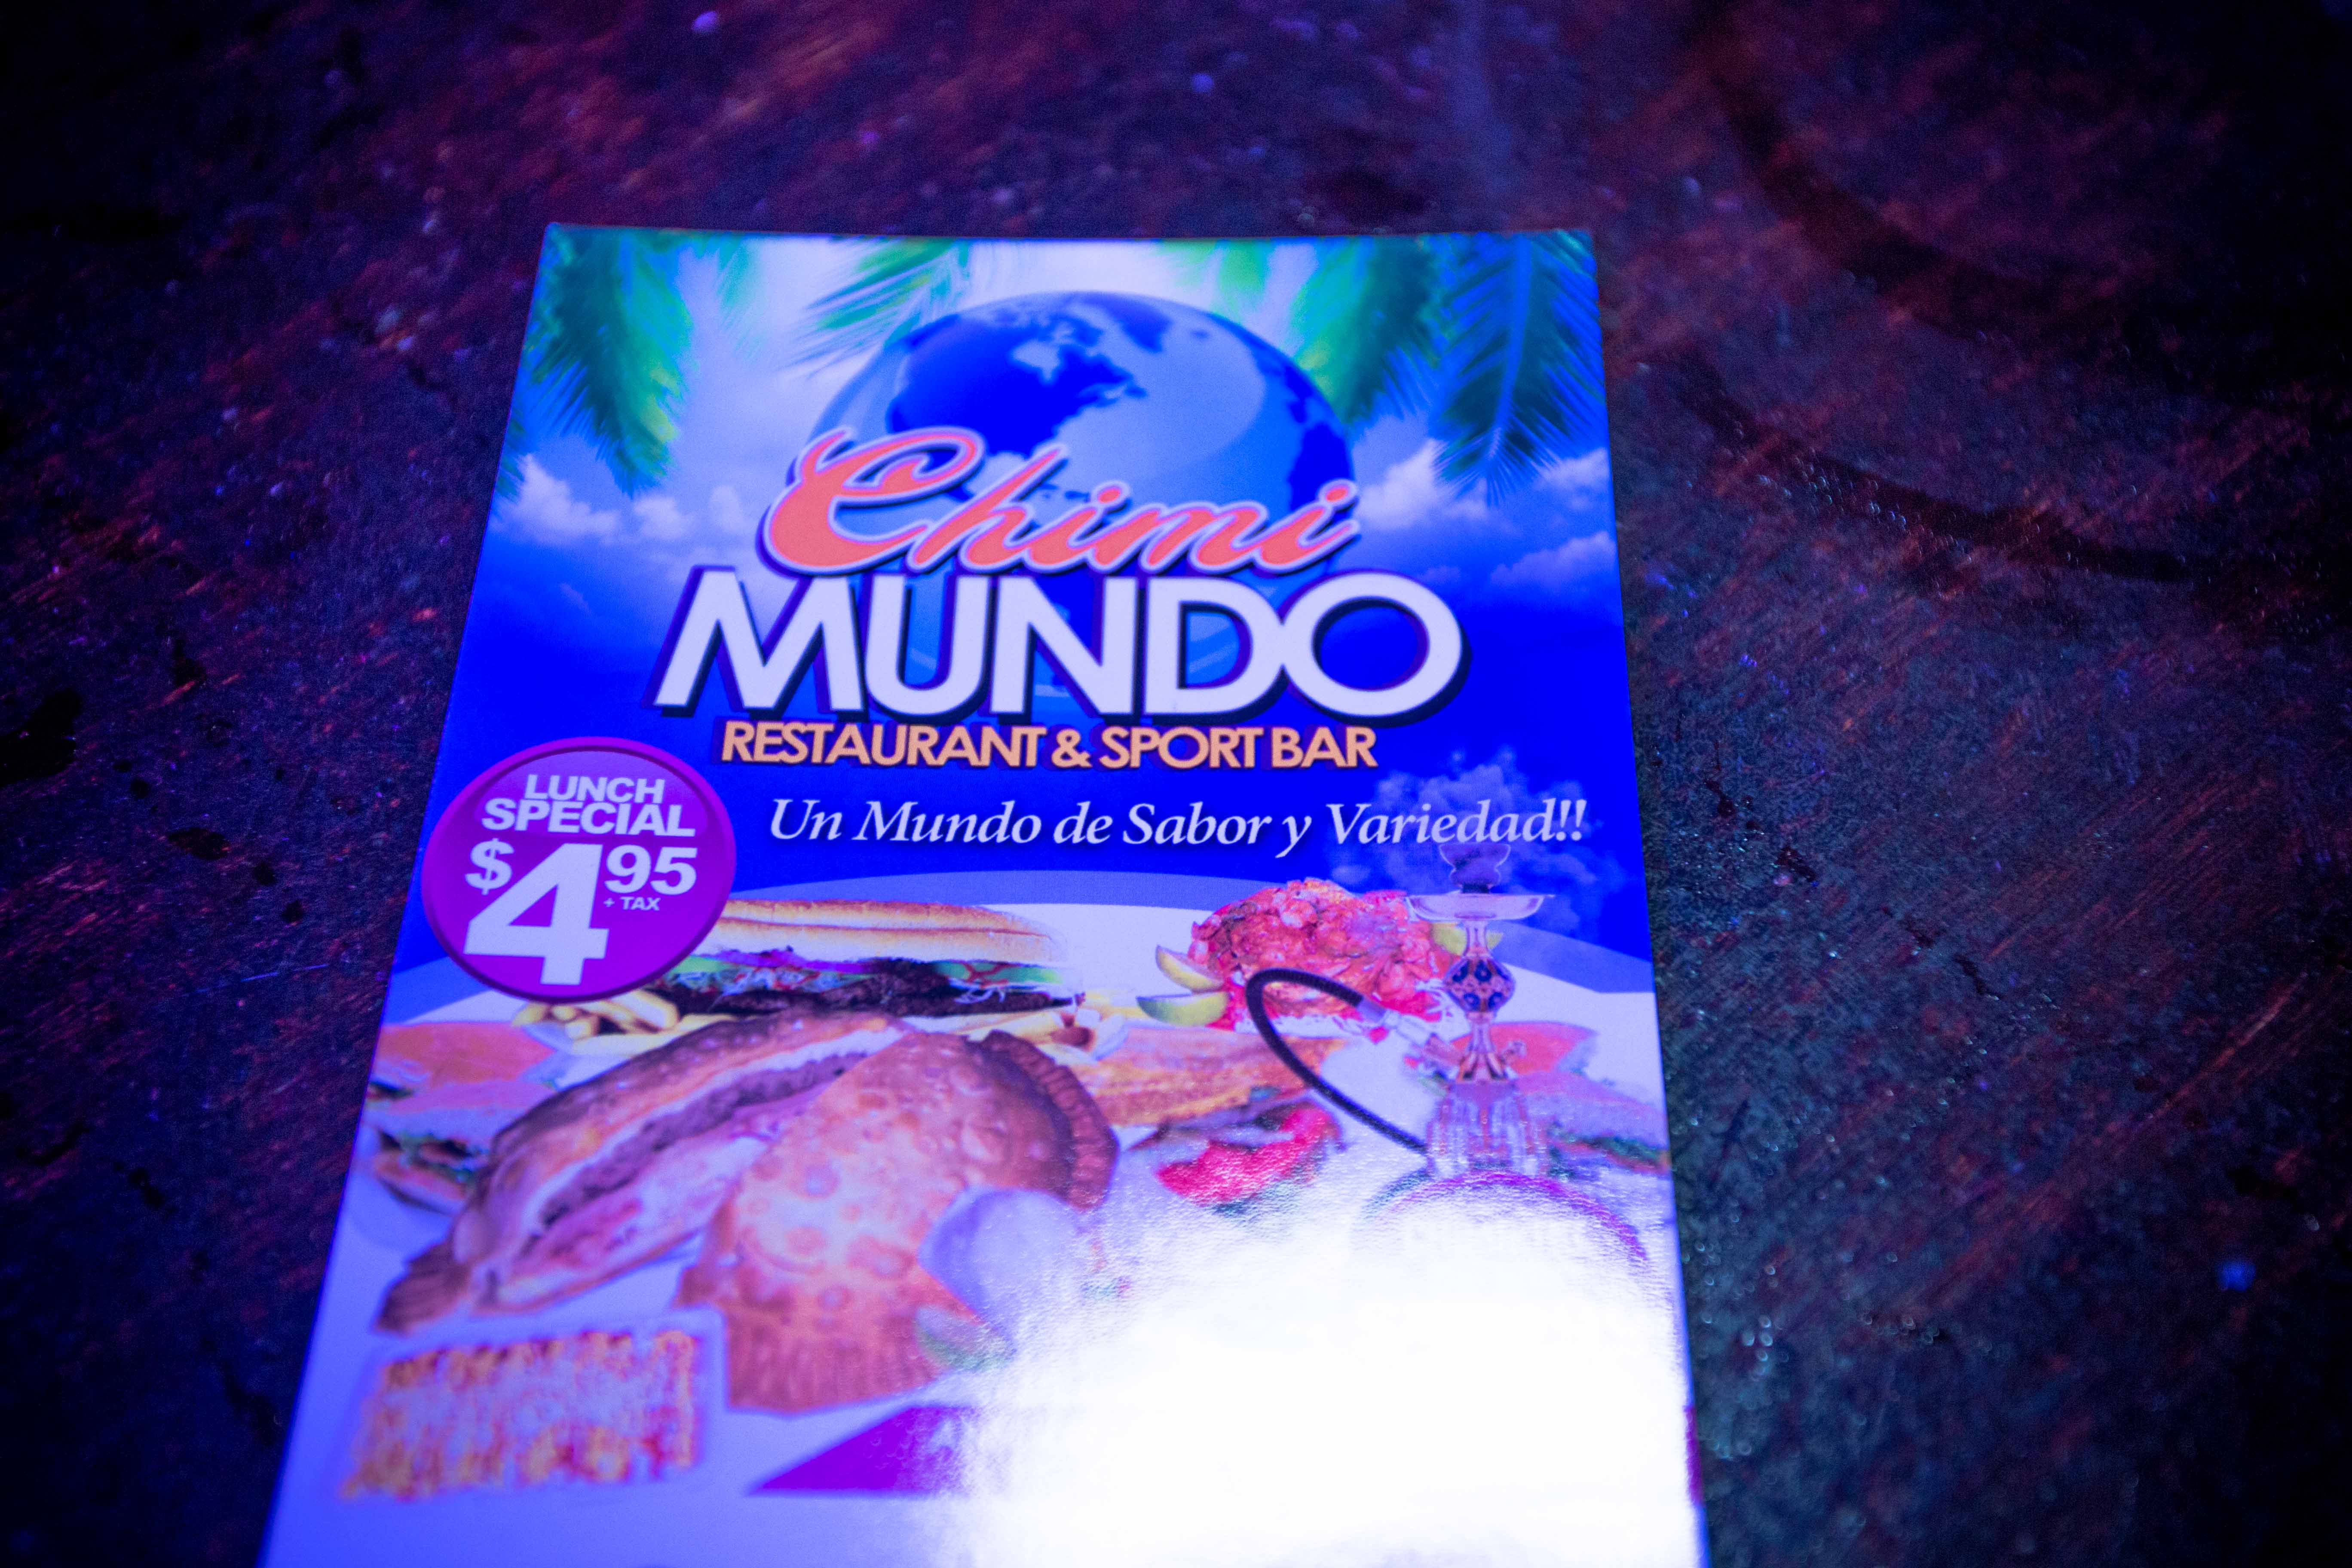 Chimi
MUNDO
RESTAURANT & SPORT BAR
Un Mundo de Sabor y Variedad!!
LUNCH
SPECIAL
$4 95
+ TAX